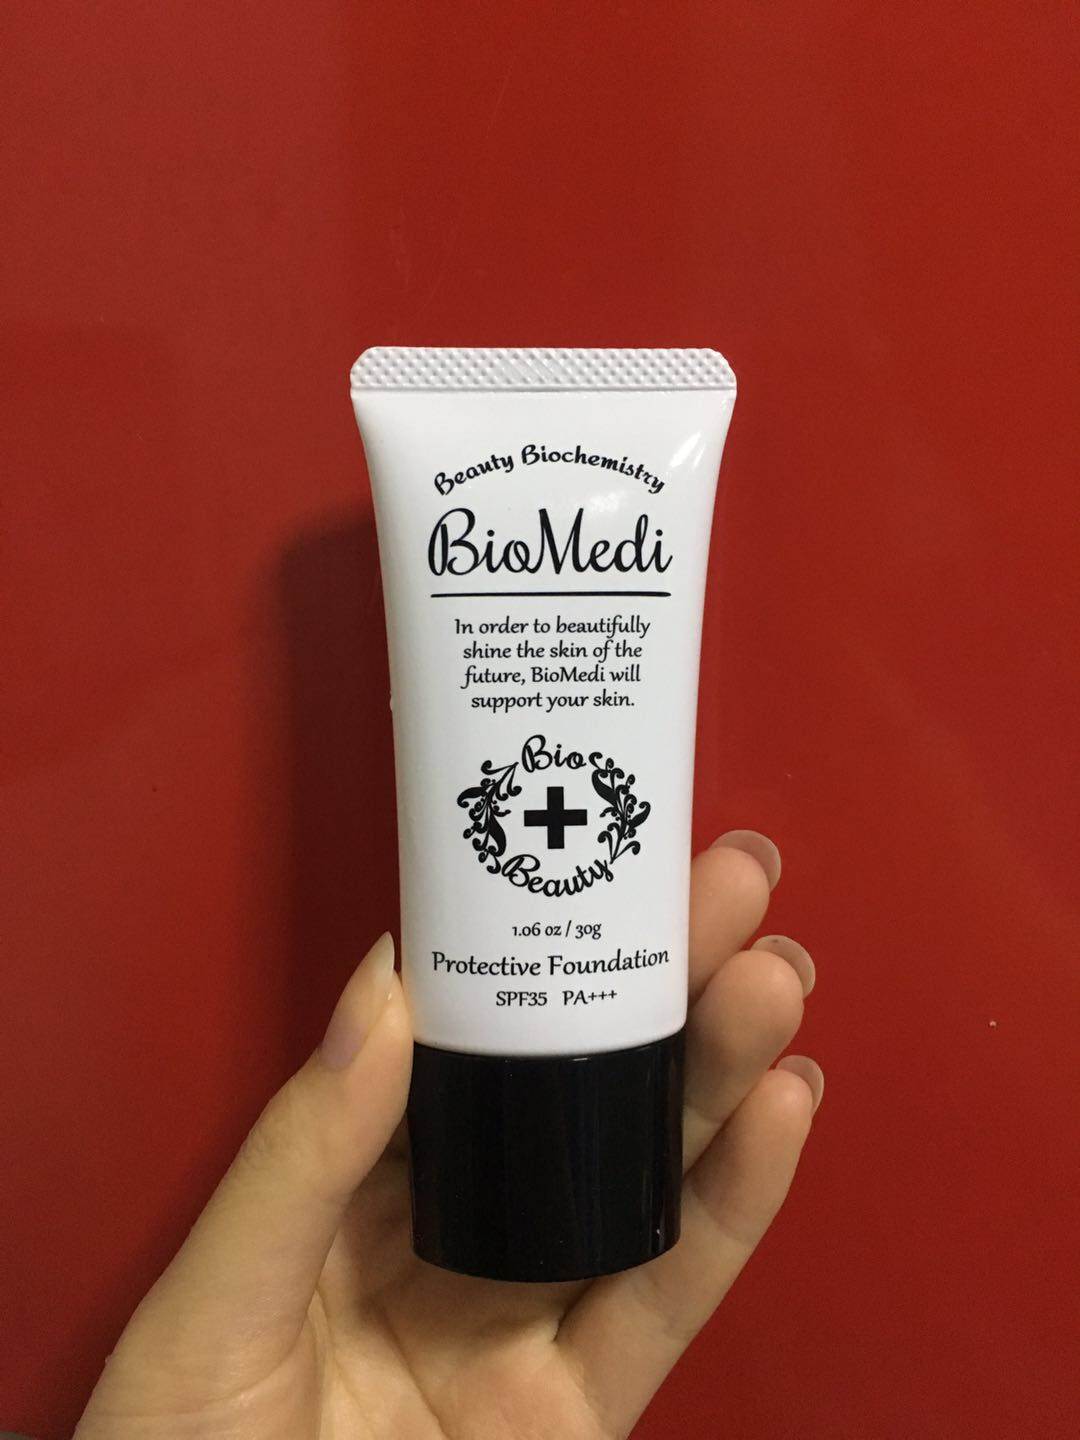 Beauty Biochemistry
BioMedi
In order to beautifully
shine the skin of the
future, BioMedi will
support your skin.
Bio
Beauty
1.06 oz / 30g
Protective Foundation
SPF35 PA+++